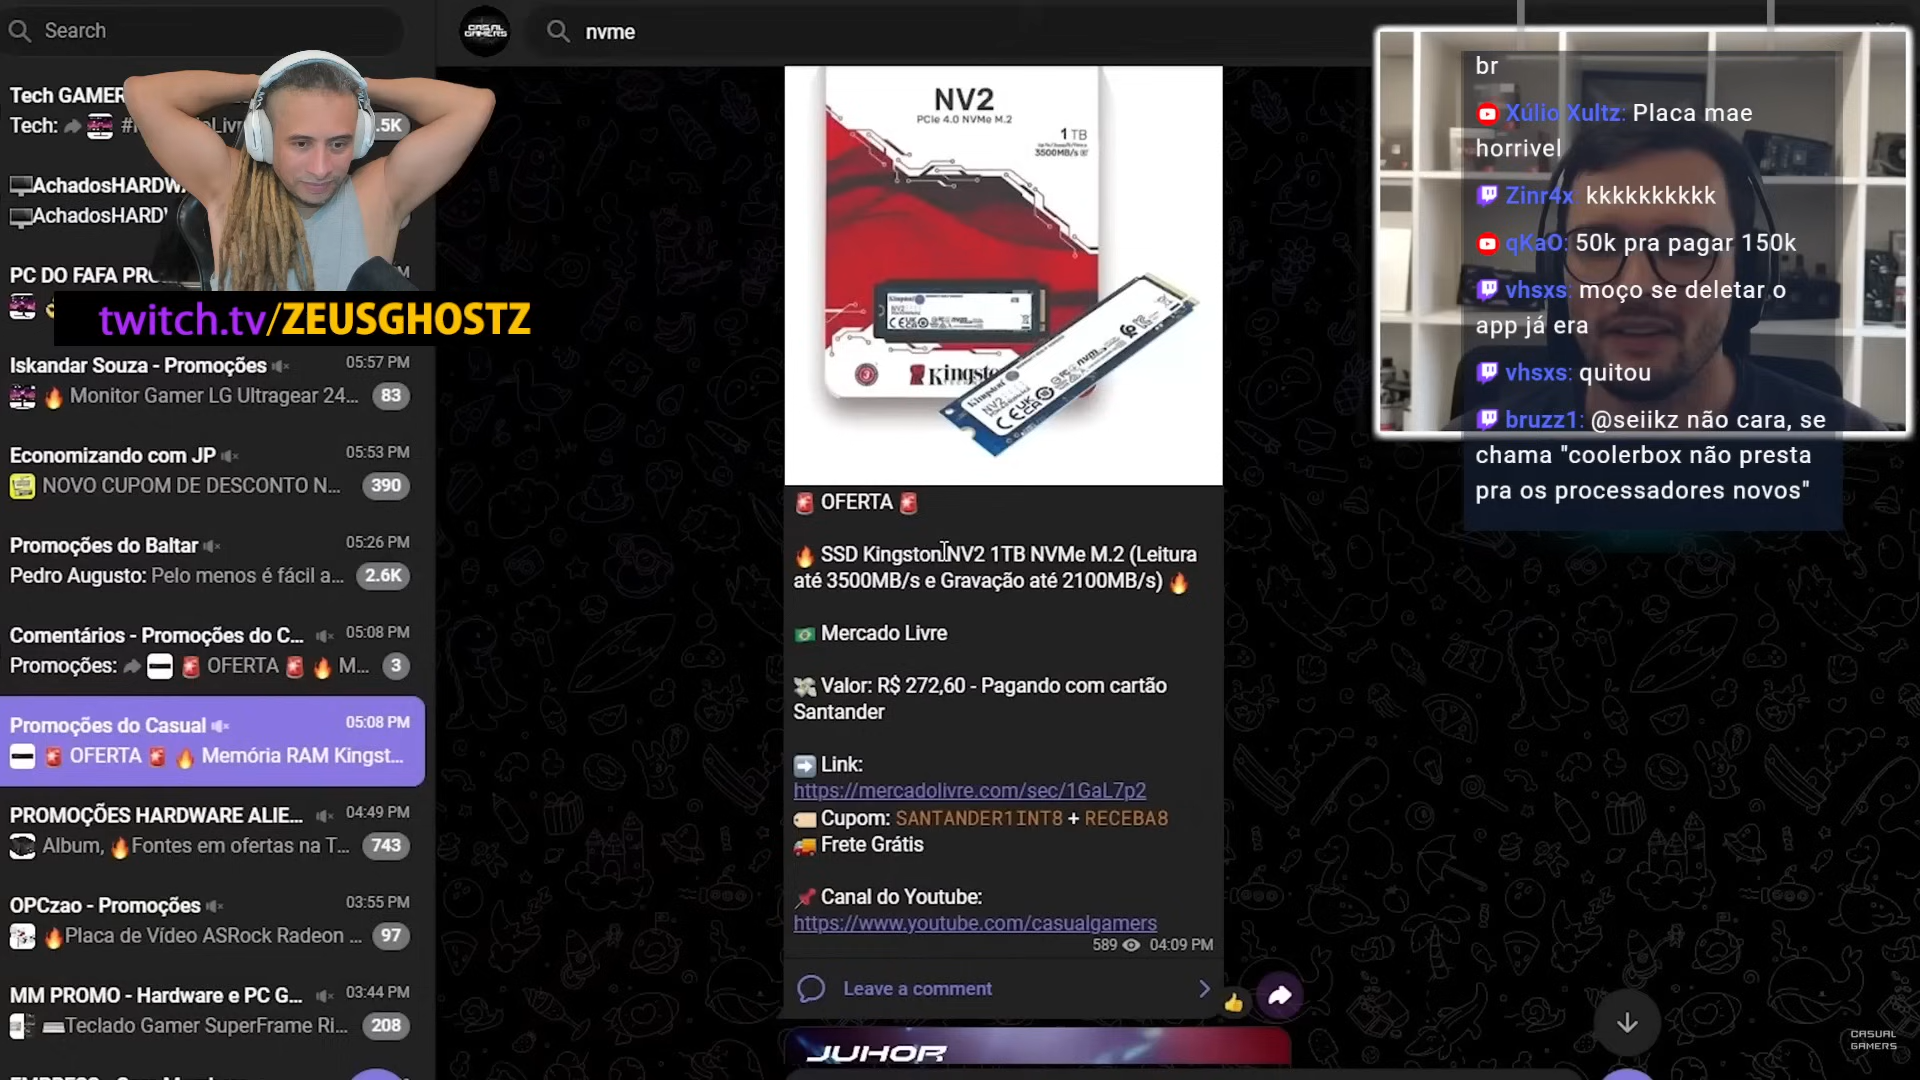 Search
Tech GAMER
Tech:
.5K
AchadosHARDW
AchadosHARD
PC DO FAFA PR
twitch.tv/ZEUSGHOSTZ
Iskandar Souza - Promoções 05:57 PM
Monitor Gamer LG Ultragear 24... 83
Economizando com JP 05:53 PM
NOVO CUPOM DE DESCONTO N... 390
Promoções do Baltar 05:26 PM
Pedro Augusto: Pelo menos é fácil a... 2.6K
Comentários - Promoções do C... 05:08 PM
Promoções: OFERTA M... 3
Promoções do Casual 05:08 PM
OFERTA Memória RAM Kingst...
PROMOÇÕES HARDWARE ALIE... 04:49 PM
Album, Fontes em ofertas na T... 743
OPCzao - Promoções 03:55 PM
Placa de Vídeo ASRock Radeon ... 97
MM PROMO - Hardware e PC G... 03:44 PM
Teclado Gamer SuperFrame Ri... 208
CASUAL GAMERS
nvme
NV2
PCIe 4.0 NVMe M.2
1 TB
3500MB/s
Kingston
NV2
Kingsto
OFERTA
SSD Kingston NV2 1TB NVMe M.2 (Leitura
até 3500MB/s e Gravação até 2100MB/s)
Mercado Livre
Valor: R$ 272,60 - Pagando com cartão
Santander
Link:
https://mercadolivre.com/sec/1GaL7p2
Cupom: SANTANDER1INT8 + RECEBA8
Frete Grátis
Canal do Youtube:
https://www.youtube.com/casualgamers
589 04:09 PM
Leave a comment
JUHOR
br
Xúlio Xultz: Placa mae
horrivel
Zinr4x: kkkkkkkkkk
qKaO: 50k pra pagar 150k
vhsxs: moço se deletar o
app já era
vhsxs: quitou
bruzz1: @seiikz não cara, se
chama "coolerbox não presta
pra os processadores novos"
CASUAL
GAMERS